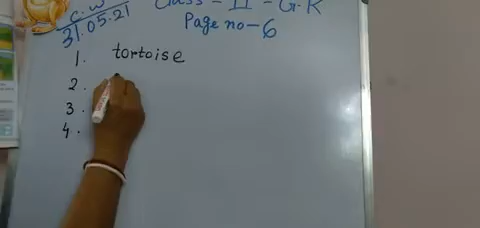 C.W
31.05.21
Class - II - G.K
Page no-6
1. tortoise
2.
3.
4.